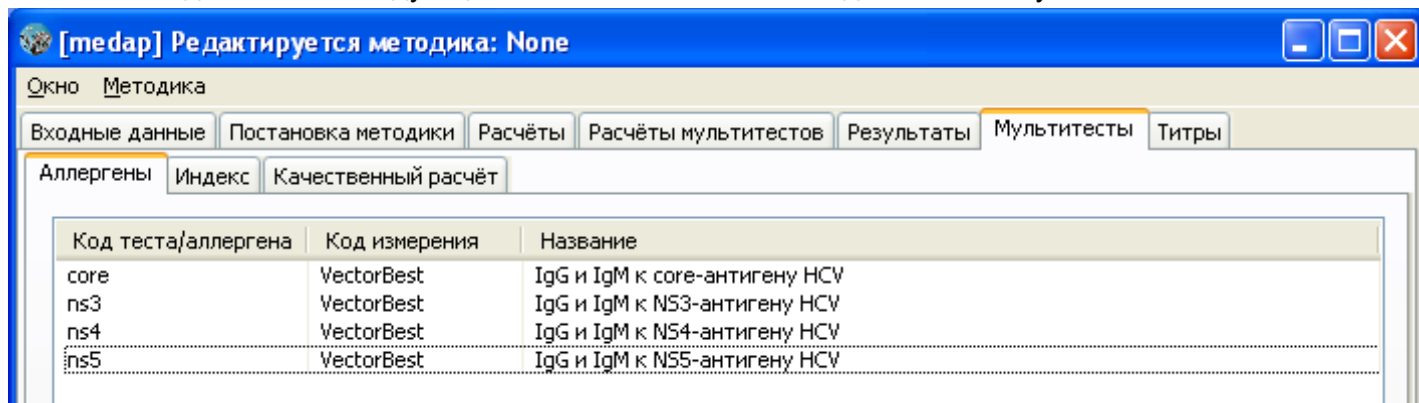 [medap] Редактируется методика: None
Окно Методика
Входные данные Постановка методики Расчёты Расчёты мультитестов Результаты Мультитесты Титры
Аллергены Индекс Качественный расчёт
Код теста/аллергена Код измерения Название
core VectorBest IgG и IgM к core-антигену HCV
ns3 VectorBest IgG и IgM к NS3-антигену HCV
ns4 VectorBest IgG и IgM к NS4-антигену HCV
ns5 VectorBest IgG и IgM к NS5-антигену HCV